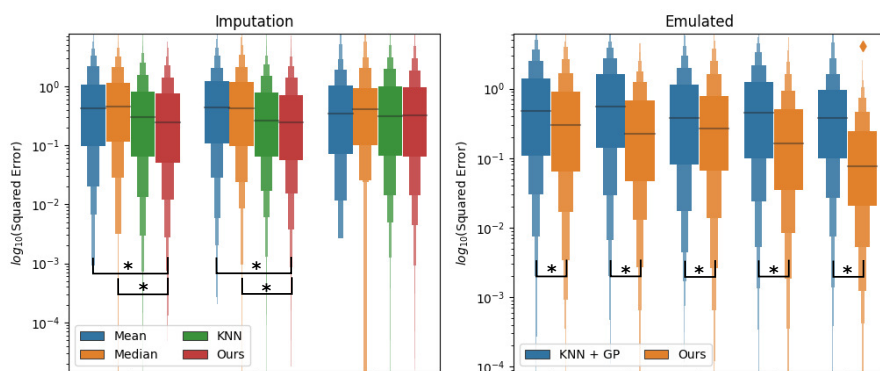 Imputation
log10(Squared Error)
10^0
10^-1
10^-2
10^-3
10^-4
*
*
*
*
Mean
KNN
Median
Ours
Emulated
log10(Squared Error)
10^0
10^-1
10^-2
10^-3
10^-4
* * * * *
KNN + GP Ours